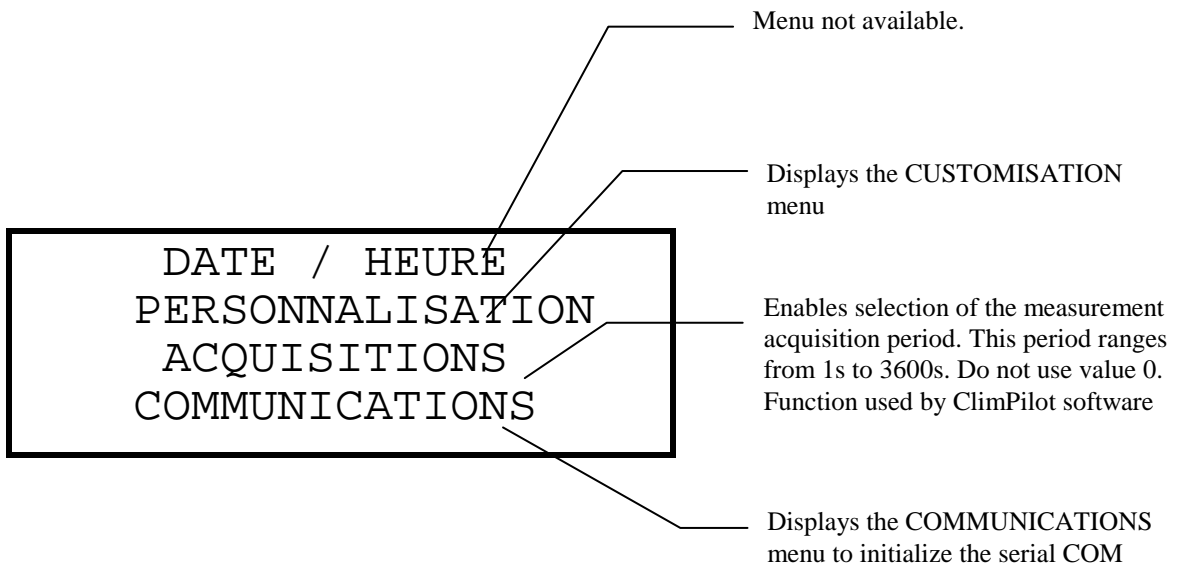 Menu not available.
Displays the CUSTOMISATION
menu
DATE / HEURE
PERSONNALISATION
ACQUISITIONS
COMMUNICATIONS
Enables selection of the measurement
acquisition period. This period ranges
from 1s to 3600s. Do not use value 0.
Function used by ClimPilot software
Displays the COMMUNICATIONS
menu to initialize the serial COM